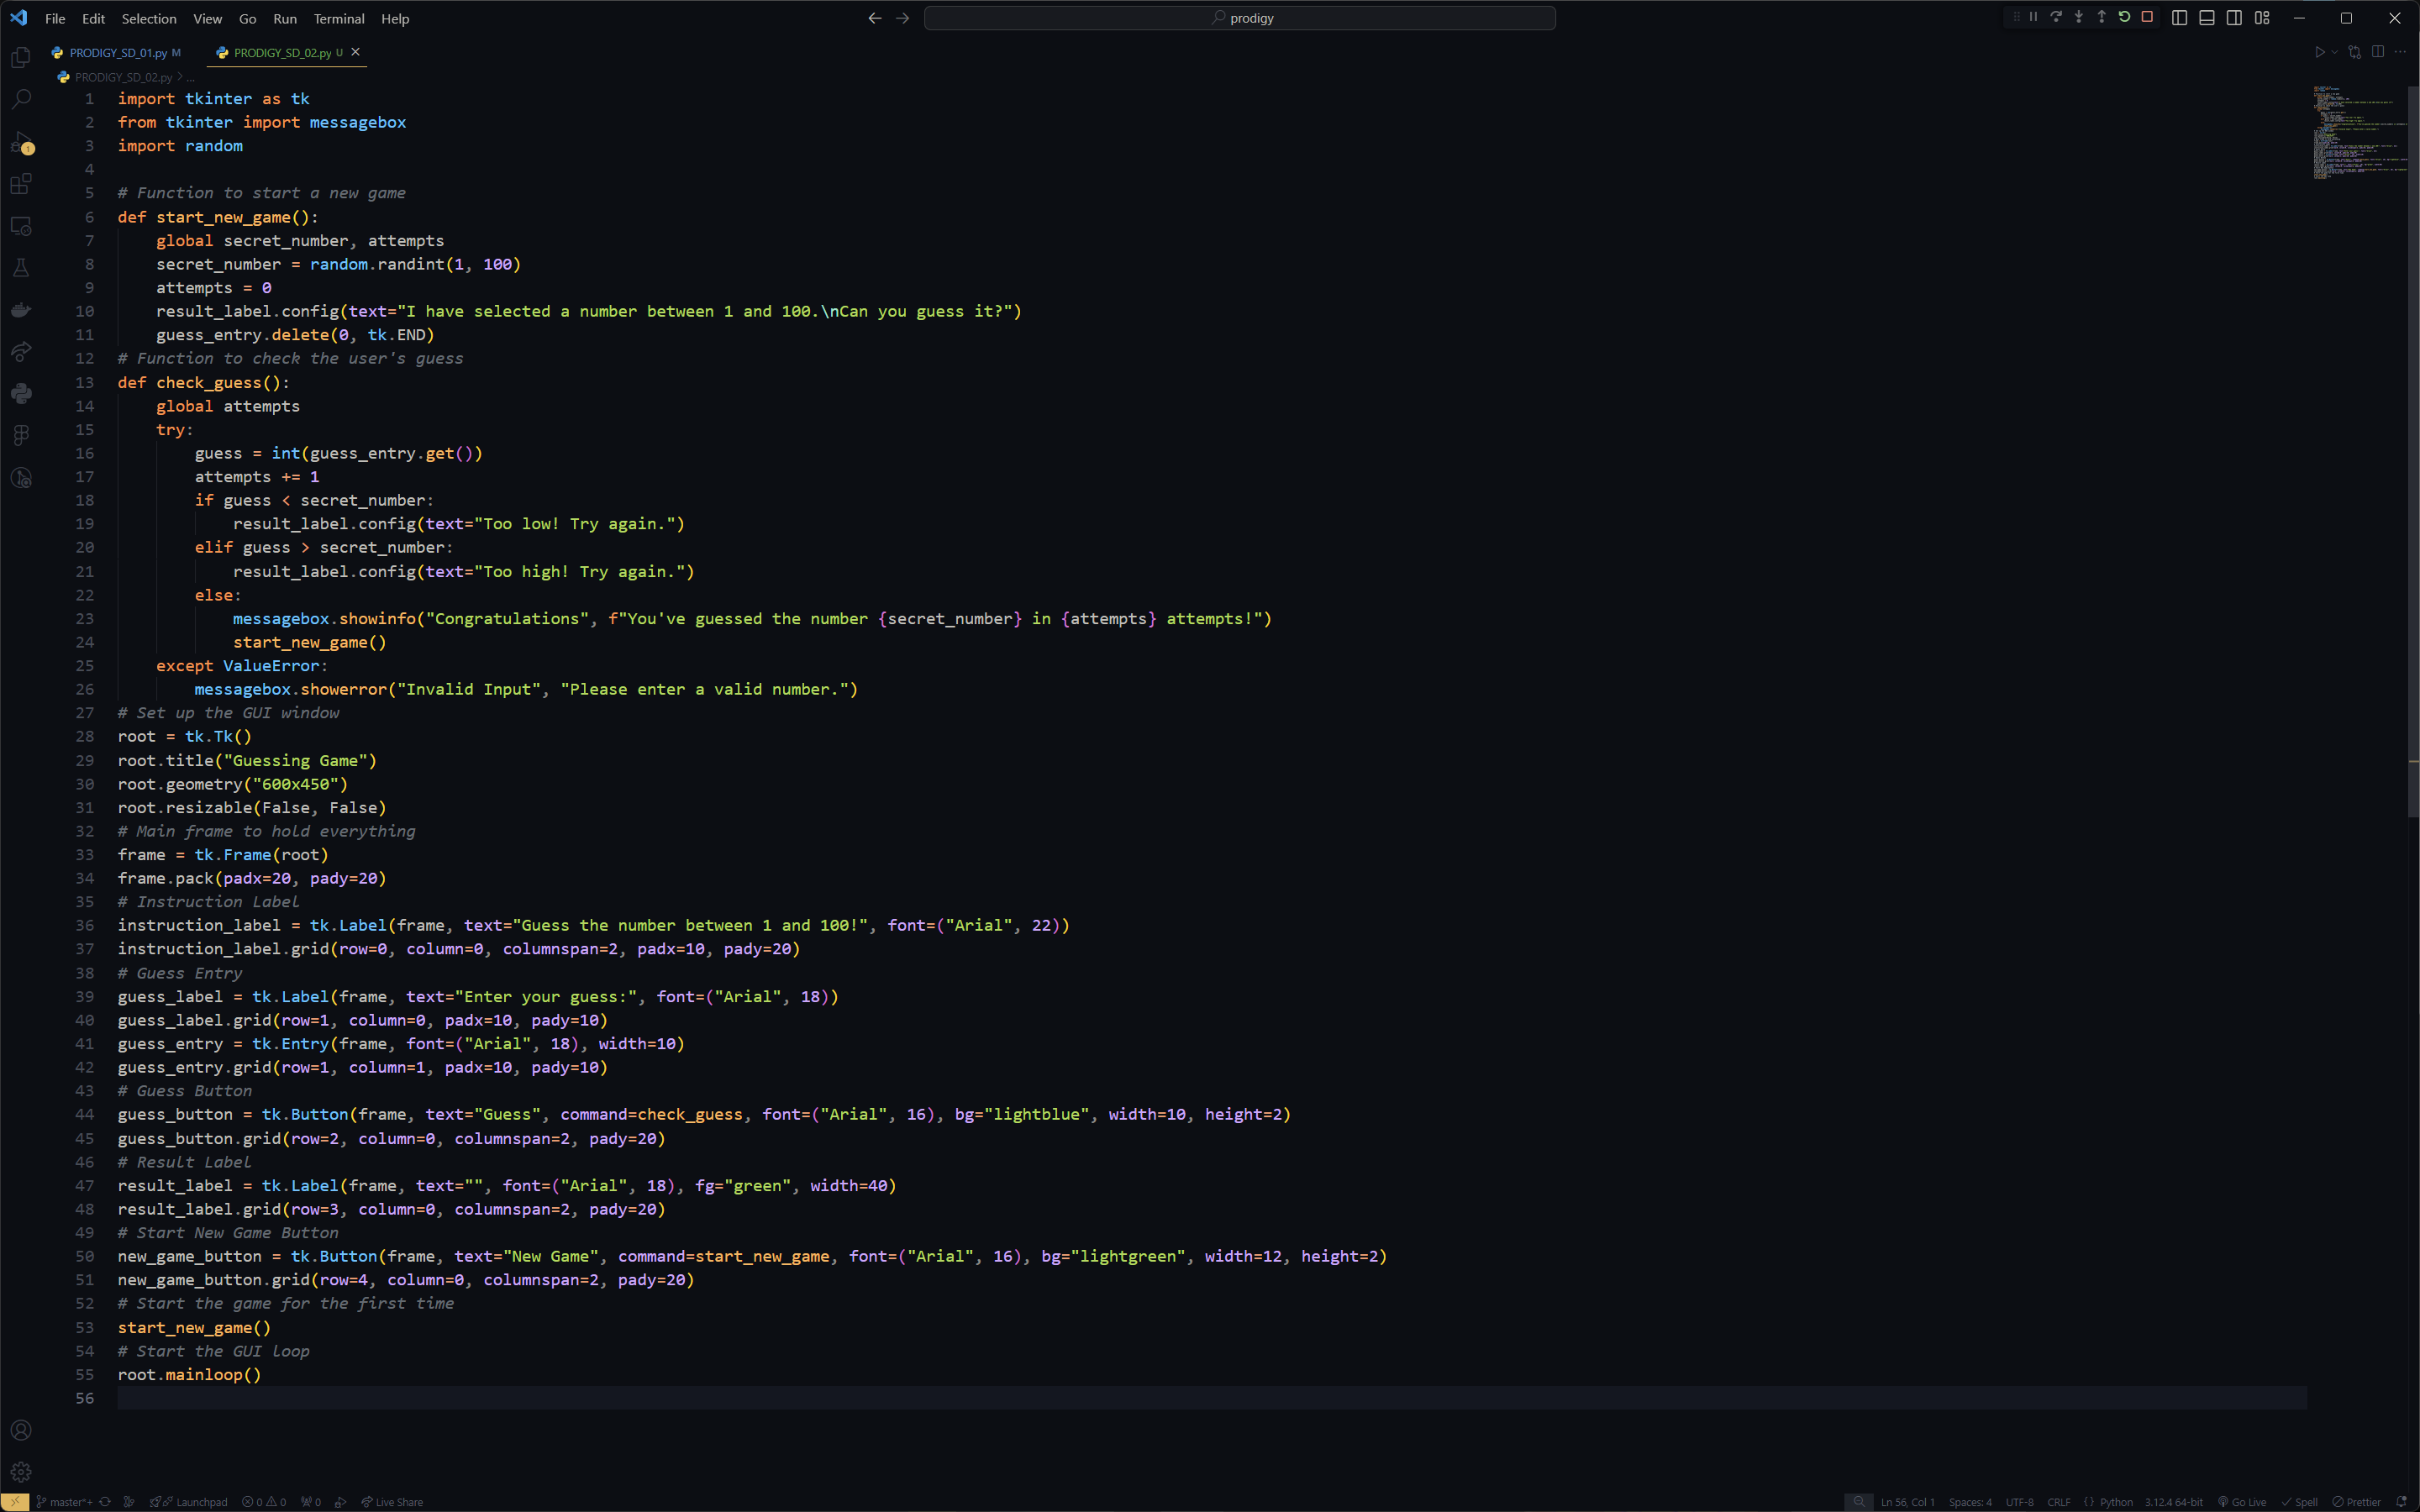 File Edit Selection View Go Run Terminal Help
prodigy
PRODIGY_SD_01.py M
PRODIGY_SD_02.py U
PRODIGY_SD_02.py > ...
1 import tkinter as tk
2 from tkinter import messagebox
3 import random
4
5 # Function to start a new game
6 def start_new_game():
7     global secret_number, attempts
8     secret_number = random.randint(1, 100)
9     attempts = 0
10     result_label.config(text="I have selected a number between 1 and 100.\nCan you guess it?")
11     guess_entry.delete(0, tk.END)
12 # Function to check the user's guess
13 def check_guess():
14     global attempts
15     try:
16         guess = int(guess_entry.get())
17         attempts += 1
18         if guess < secret_number:
19             result_label.config(text="Too low! Try again.")
20         elif guess > secret_number:
21             result_label.config(text="Too high! Try again.")
22         else:
23             messagebox.showinfo("Congratulations", f"You've guessed the number {secret_number} in {attempts} attempts!")
24             start_new_game()
25     except ValueError:
26         messagebox.showerror("Invalid Input", "Please enter a valid number.")
27 # Set up the GUI window
28 root = tk.Tk()
29 root.title("Guessing Game")
30 root.geometry("600x450")
31 root.resizable(False, False)
32 # Main frame to hold everything
33 frame = tk.Frame(root)
34 frame.pack(padx=20, pady=20)
35 # Instruction Label
36 instruction_label = tk.Label(frame, text="Guess the number between 1 and 100!", font=("Arial", 22))
37 instruction_label.grid(row=0, column=0, columnspan=2, padx=10, pady=20)
38 # Guess Entry
39 guess_label = tk.Label(frame, text="Enter your guess:", font=("Arial", 18))
40 guess_label.grid(row=1, column=0, padx=10, pady=10)
41 guess_entry = tk.Entry(frame, font=("Arial", 18), width=10)
42 guess_entry.grid(row=1, column=1, padx=10, pady=10)
43 # Guess Button
44 guess_button = tk.Button(frame, text="Guess", command=check_guess, font=("Arial", 16), bg="lightblue", width=10, height=2)
45 guess_button.grid(row=2, column=0, columnspan=2, pady=20)
46 # Result Label
47 result_label = tk.Label(frame, text="", font=("Arial", 18), fg="green", width=40)
48 result_label.grid(row=3, column=0, columnspan=2, pady=20)
49 # Start New Game Button
50 new_game_button = tk.Button(frame, text="New Game", command=start_new_game, font=("Arial", 16), bg="lightgreen", width=12, height=2)
51 new_game_button.grid(row=4, column=0, columnspan=2, pady=20)
52 # Start the game for the first time
53 start_new_game()
54 # Start the GUI loop
55 root.mainloop()
56
master*+ Launchpad 0 0 0 Live Share Ln 56, Col 1 Spaces: 4 UTF-8 CRLF {} Python 3.12.4 64-bit Go Live Spell Prettier